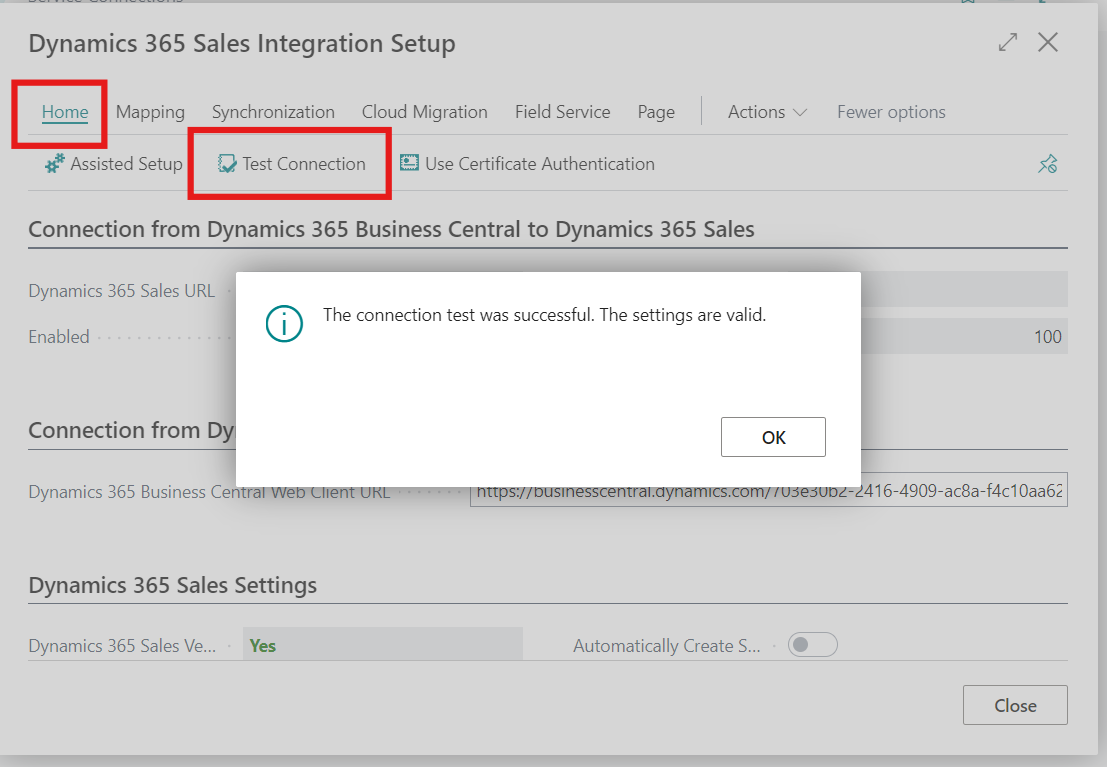 Service Connections
Dynamics 365 Sales Integration Setup
Home Mapping Synchronization Cloud Migration Field Service Page Actions Fewer options
Assisted Setup Test Connection Use Certificate Authentication
Connection from Dynamics 365 Business Central to Dynamics 365 Sales
Dynamics 365 Sales URL
The connection test was successful. The settings are valid.
Enabled
100
OK
Connection from Dy
Dynamics 365 Business Central Web Client URL https://businesscentral.dynamics.com/703e30b2-2416-4909-ac8a-f4c10aa62
Dynamics 365 Sales Settings
Dynamics 365 Sales Ve... Yes Automatically Create S...
Close